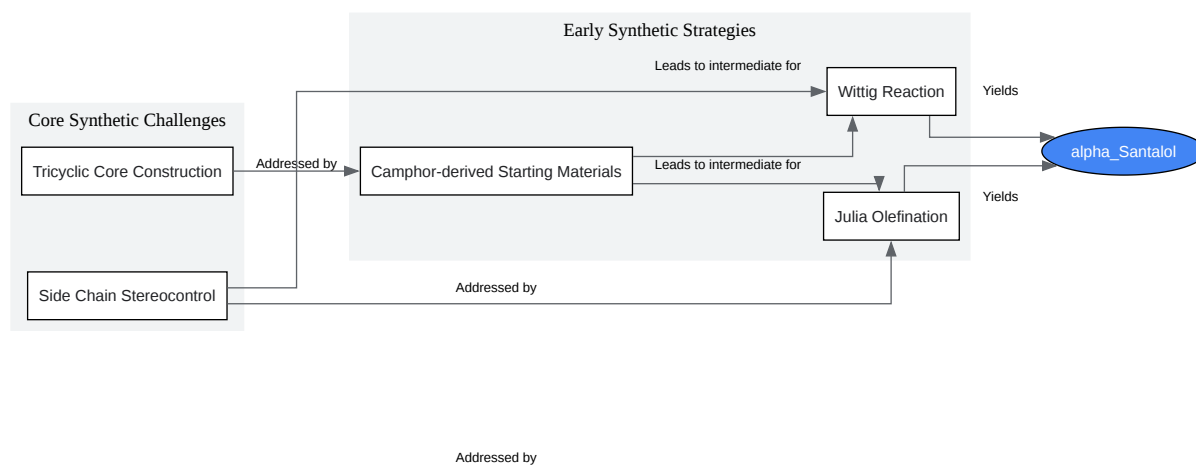 Early Synthetic Strategies
Leads to intermediate for
Wittig Reaction
Yields
Core Synthetic Challenges
Tricyclic Core Construction
Addressed by
Camphor-derived Starting Materials
Leads to intermediate for
alpha_Santalol
Yields
Julia Olefination
Side Chain Stereocontrol
Addressed by
Addressed by